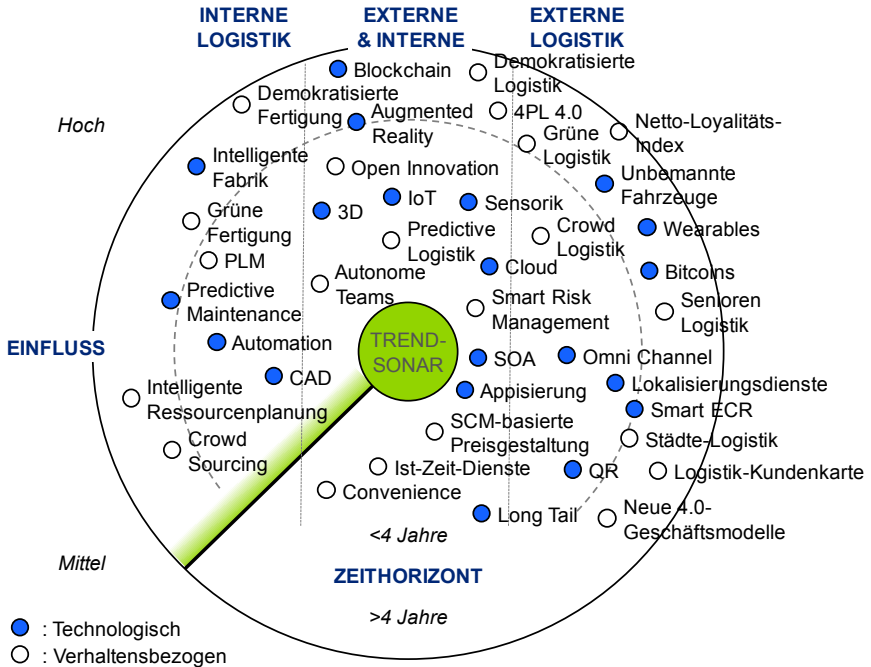 INTERNE
LOGISTIK
EXTERNE
& INTERNE
EXTERNE
LOGISTIK
Hoch
Blockchain
Demokratisierte
Logistik
Demokratisierte
Fertigung
Augmented
Reality
4PL 4.0
Netto-Loyalitäts-
Index
Grüne
Logistik
Intelligente
Fabrik
Open Innovation
Unbemannte
Fahrzeuge
IoT
Sensorik
3D
Grüne
Fertigung
Wearables
Predictive
Logistik
Crowd
Logistik
PLM
Cloud
Bitcoins
Autonome
Teams
Predictive
Maintenance
Smart Risk
Management
Senioren
Logistik
EINFLUSS
Automation
TREND-
SONAR
SOA
Omni Channel
CAD
Appisierung
Lokalisierungsdienste
Intelligente
Ressourcenplanung
Smart ECR
SCM-basierte
Preisgestaltung
Städte-Logistik
Crowd
Sourcing
Ist-Zeit-Dienste
QR
Logistik-Kundenkarte
Convenience
Long Tail
Neue 4.0-
Geschäftsmodelle
<4 Jahre
Mittel
ZEITHORIZONT
>4 Jahre
: Technologisch
: Verhaltensbezogen